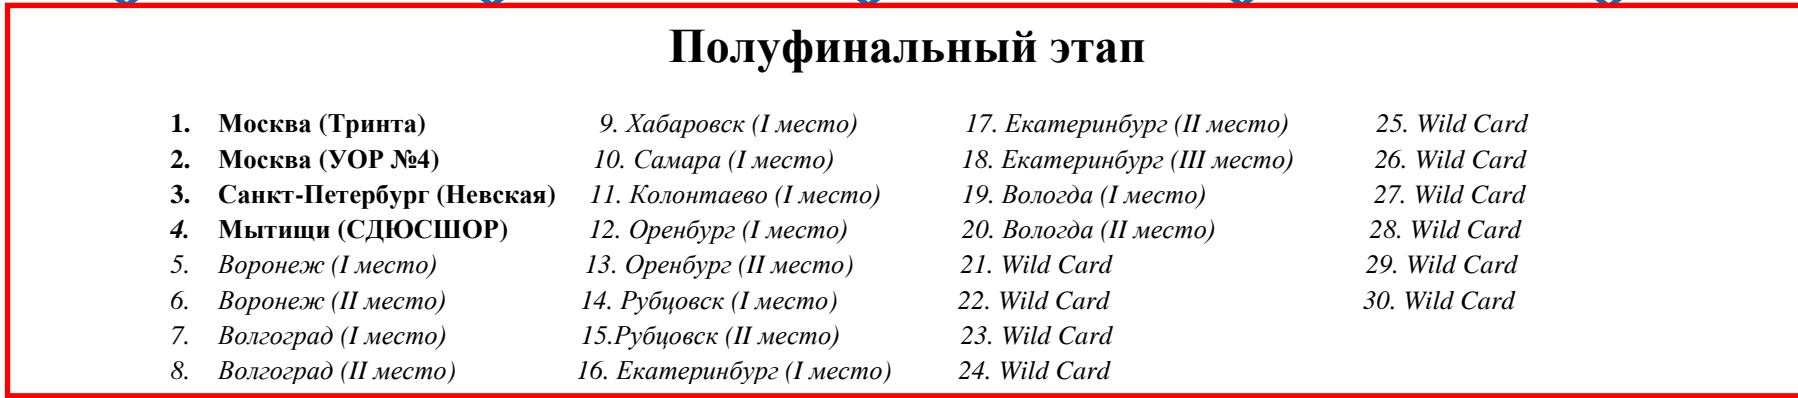 Полуфинальный этап
1. Москва (Тринта)
2. Москва (УОР №4)
3. Санкт-Петербург (Невская)
4. Мытищи (СДЮСШОР)
5. Воронеж (I место)
6. Воронеж (II место)
7. Волгоград (I место)
8. Волгоград (II место)
9. Хабаровск (I место)
10. Самара (I место)
11. Колонтаево (I место)
12. Оренбург (I место)
13. Оренбург (II место)
14. Рубцовск (I место)
15.Рубцовск (II место)
16. Екатеринбург (I место)
17. Екатеринбург (II место)
18. Екатеринбург (III место)
19. Вологда (I место)
20. Вологда (II место)
21. Wild Card
22. Wild Card
23. Wild Card
24. Wild Card
25. Wild Card
26. Wild Card
27. Wild Card
28. Wild Card
29. Wild Card
30. Wild Card